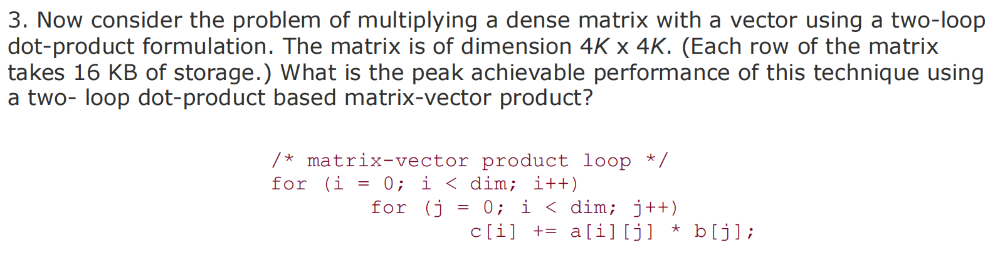 3. Now consider the problem of multiplying a dense matrix with a vector using a two-loop
dot-product formulation. The matrix is of dimension 4K x 4K. (Each row of the matrix
takes 16 KB of storage.) What is the peak achievable performance of this technique using
a two- loop dot-product based matrix-vector product?
/* matrix-vector product loop */
for (i = 0; i < dim; i++)
for (j = 0; i < dim; j++)
c[i] += a[i][j] * b[j];